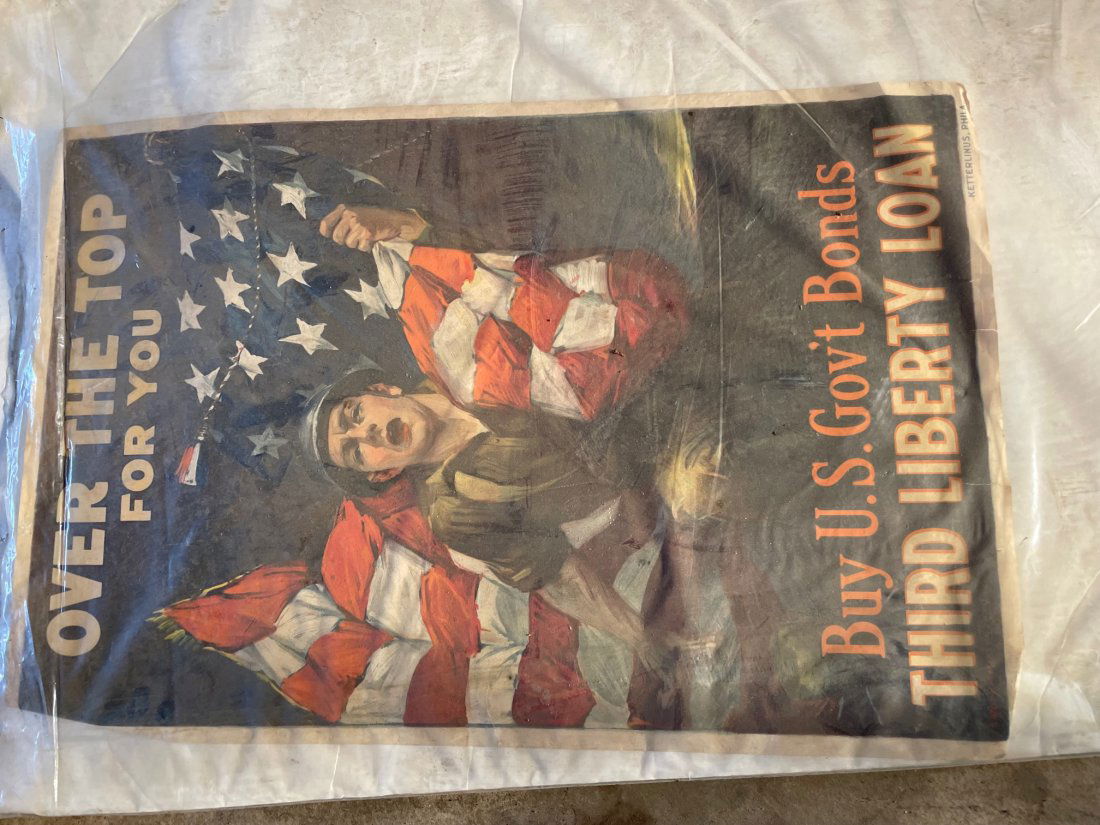 OVER THE TOP
FOR YOU
Buy U.S. Gov't Bonds
THIRD LIBERTY LOAN
KETTERLINUS, PHILA.